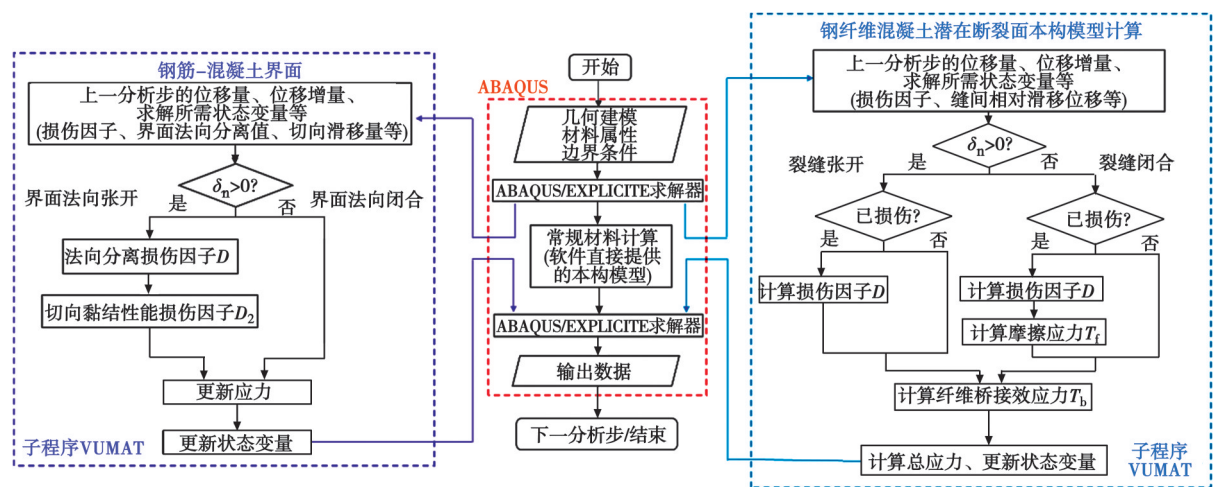 钢筋-混凝土界面
上一分析步的位移量、位移增量、
求解所需状态变量等
(损伤因子、界面法向分离值、切向滑移量等)
δn>0?
界面法向张开
是
否
界面法向闭合
法向分离损伤因子D
切向黏结性能损伤因子D2
更新应力
更新状态变量
子程序VUMAT
开始
ABAQUS
几何建模
材料属性
边界条件
ABAQUS/EXPLICITE求解器
常规材料计算
(软件直接提供
的本构模型)
ABAQUS/EXPLICITE求解器
输出数据
下一分析步/结束
钢纤维混凝土潜在断裂面本构模型计算
上一分析步的位移量、位移增量、
求解所需状态变量等
(损伤因子、缝间相对滑移位移等)
δn>0?
是
否
裂缝张开
裂缝闭合
已损伤?
已损伤?
是
否
是
否
计算损伤因子D
计算损伤因子D
计算摩擦应力Tf
计算纤维桥接效应力Tb
计算总应力、更新状态变量
子程序
VUMAT